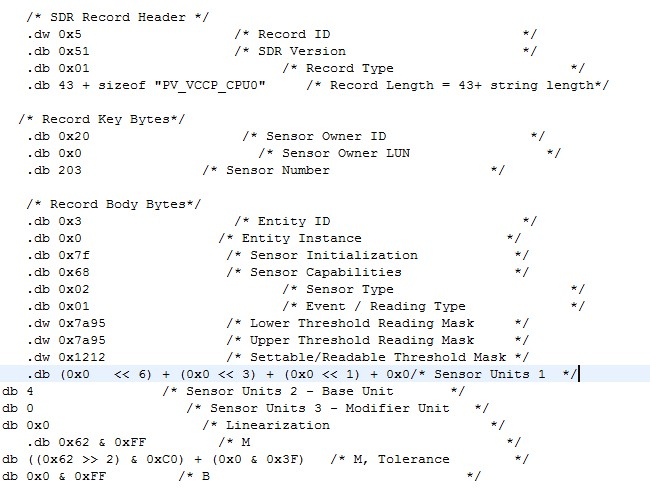 /* SDR Record Header */
.dw 0x5 /* Record ID */
.db 0x51 /* SDR Version */
.db 0x01 /* Record Type */
.db 43 + sizeof "PV_VCCP_CPU0" /* Record Length = 43+ string length*/
/* Record Key Bytes*/
.db 0x20 /* Sensor Owner ID */
.db 0x0 /* Sensor Owner LUN */
.db 203 /* Sensor Number */
/* Record Body Bytes*/
.db 0x3 /* Entity ID */
.db 0x0 /* Entity Instance */
.db 0x7f /* Sensor Initialization */
.db 0x68 /* Sensor Capabilities */
.db 0x02 /* Sensor Type */
.db 0x01 /* Event / Reading Type */
.dw 0x7a95 /* Lower Threshold Reading Mask */
.dw 0x7a95 /* Upper Threshold Reading Mask */
.dw 0x1212 /* Settable/Readable Threshold Mask */
.db (0x0 << 6) + (0x0 << 3) + (0x0 << 1) + 0x0/* Sensor Units 1 */
db 4 /* Sensor Units 2 - Base Unit */
db 0 /* Sensor Units 3 - Modifier Unit */
db 0x0 /* Linearization */
.db 0x62 & 0xFF /* M */
db ((0x62 >> 2) & 0xC0) + (0x0 & 0x3F) /* M, Tolerance */
db 0x0 & 0xFF /* B */